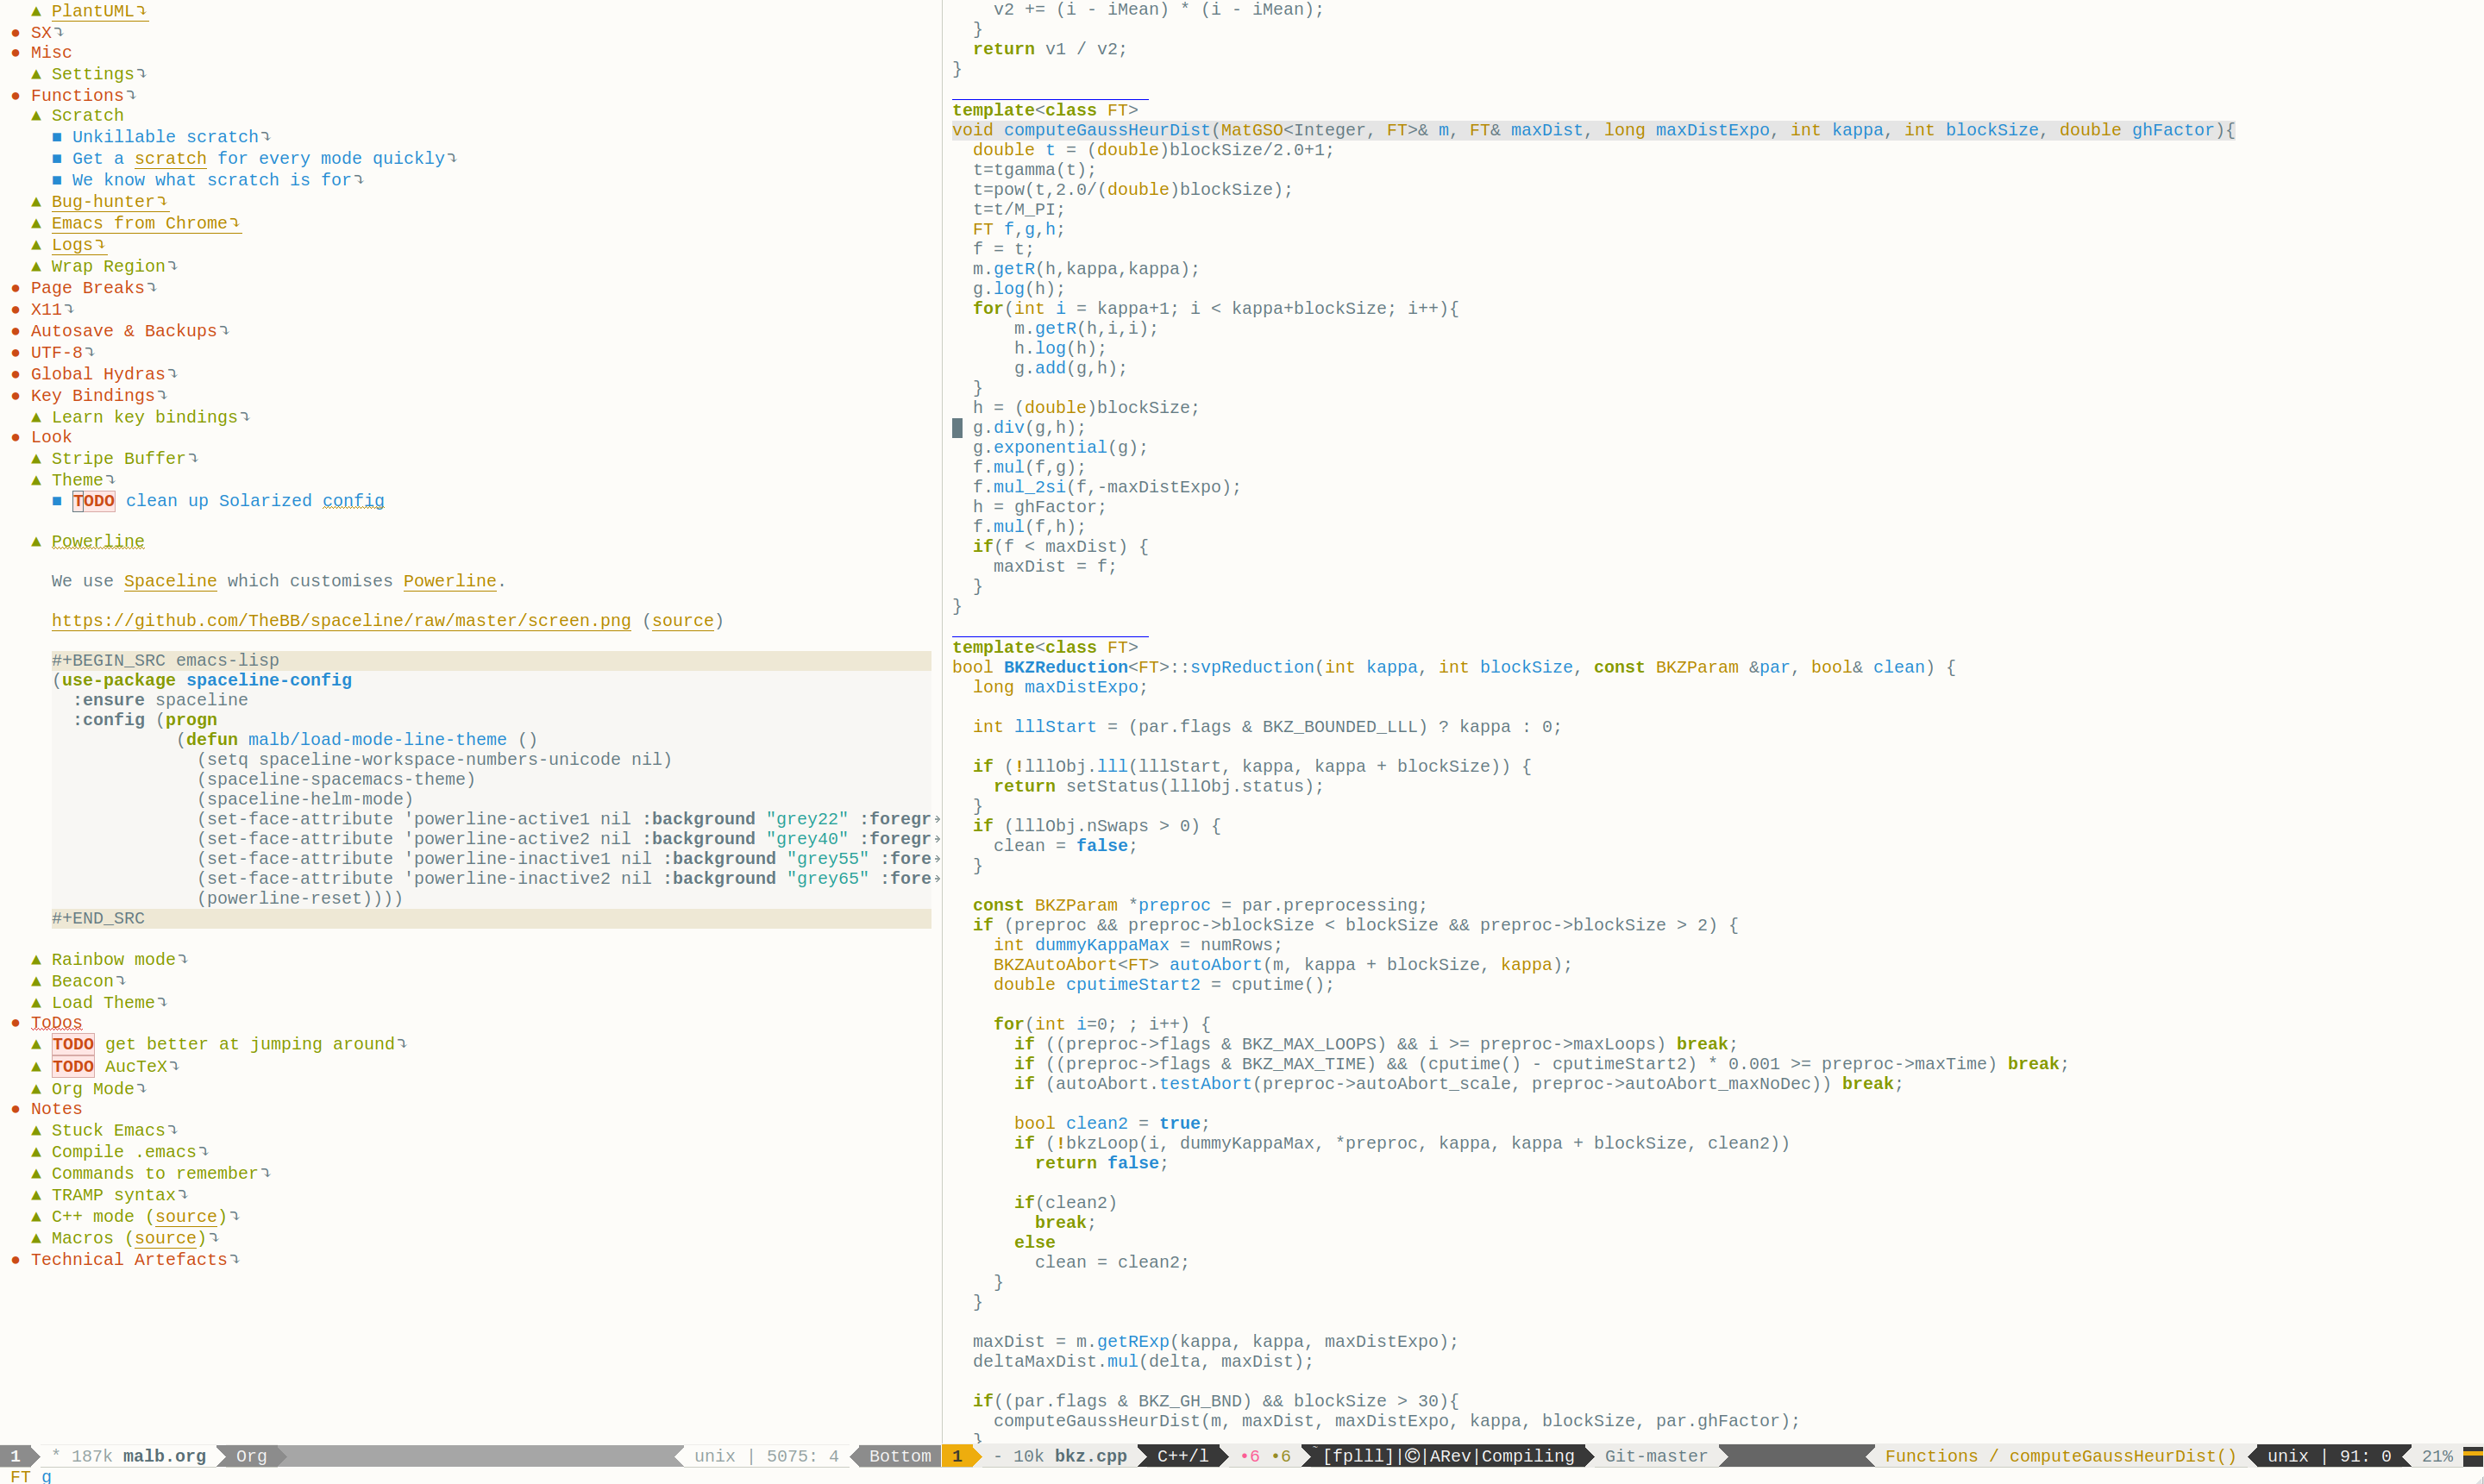 ▲ PlantUML⤵
● SX⤵
● Misc
▲ Settings⤵
● Functions⤵
▲ Scratch
■ Unkillable scratch⤵
■ Get a scratch for every mode quickly⤵
■ We know what scratch is for⤵
▲ Bug-hunter⤵
▲ Emacs from Chrome⤵
▲ Logs⤵
▲ Wrap Region⤵
● Page Breaks⤵
● X11⤵
● Autosave & Backups⤵
● UTF-8⤵
● Global Hydras⤵
● Key Bindings⤵
▲ Learn key bindings⤵
● Look
▲ Stripe Buffer⤵
▲ Theme⤵
■ TODO clean up Solarized config
▲ Powerline
We use Spaceline which customises Powerline.
https://github.com/TheBB/spaceline/raw/master/screen.png (source)
#+BEGIN_SRC emacs-lisp
(use-package spaceline-config
  :ensure spaceline
  :config (progn
            (defun malb/load-mode-line-theme ()
              (setq spaceline-workspace-numbers-unicode nil)
              (spaceline-spacemacs-theme)
              (spaceline-helm-mode)
              (set-face-attribute 'powerline-active1 nil :background "grey22" :foregr→
              (set-face-attribute 'powerline-active2 nil :background "grey40" :foregr→
              (set-face-attribute 'powerline-inactive1 nil :background "grey55" :fore→
              (set-face-attribute 'powerline-inactive2 nil :background "grey65" :fore→
              (powerline-reset))))
#+END_SRC
▲ Rainbow mode⤵
▲ Beacon⤵
▲ Load Theme⤵
● ToDos
▲ TODO get better at jumping around⤵
▲ TODO AucTeX⤵
▲ Org Mode⤵
● Notes
▲ Stuck Emacs⤵
▲ Compile .emacs⤵
▲ Commands to remember⤵
▲ TRAMP syntax⤵
▲ C++ mode (source)⤵
▲ Macros (source)⤵
● Technical Artefacts⤵
1 * 187k malb.org Org unix | 5075: 4 Bottom
    v2 += (i - iMean) * (i - iMean);
  }
  return v1 / v2;
}
template<class FT>
void computeGaussHeurDist(MatGSO<Integer, FT>& m, FT& maxDist, long maxDistExpo, int kappa, int blockSize, double ghFactor){
  double t = (double)blockSize/2.0+1;
  t=tgamma(t);
  t=pow(t,2.0/(double)blockSize);
  t=t/M_PI;
  FT f,g,h;
  f = t;
  m.getR(h,kappa,kappa);
  g.log(h);
  for(int i = kappa+1; i < kappa+blockSize; i++){
      m.getR(h,i,i);
      h.log(h);
      g.add(g,h);
  }
  h = (double)blockSize;
  g.div(g,h);
  g.exponential(g);
  f.mul(f,g);
  f.mul_2si(f,-maxDistExpo);
  h = ghFactor;
  f.mul(f,h);
  if(f < maxDist) {
    maxDist = f;
  }
}
template<class FT>
bool BKZReduction<FT>::svpReduction(int kappa, int blockSize, const BKZParam &par, bool& clean) {
  long maxDistExpo;
  int lllStart = (par.flags & BKZ_BOUNDED_LLL) ? kappa : 0;
  if (!lllObj.lll(lllStart, kappa, kappa + blockSize)) {
    return setStatus(lllObj.status);
  }
  if (lllObj.nSwaps > 0) {
    clean = false;
  }
  const BKZParam *preproc = par.preprocessing;
  if (preproc && preproc->blockSize < blockSize && preproc->blockSize > 2) {
    int dummyKappaMax = numRows;
    BKZAutoAbort<FT> autoAbort(m, kappa + blockSize, kappa);
    double cputimeStart2 = cputime();
    for(int i=0; ; i++) {
      if ((preproc->flags & BKZ_MAX_LOOPS) && i >= preproc->maxLoops) break;
      if ((preproc->flags & BKZ_MAX_TIME) && (cputime() - cputimeStart2) * 0.001 >= preproc->maxTime) break;
      if (autoAbort.testAbort(preproc->autoAbort_scale, preproc->autoAbort_maxNoDec)) break;
      bool clean2 = true;
      if (!bkzLoop(i, dummyKappaMax, *preproc, kappa, kappa + blockSize, clean2))
        return false;
      if(clean2)
        break;
      else
        clean = clean2;
    }
  }
  maxDist = m.getRExp(kappa, kappa, maxDistExpo);
  deltaMaxDist.mul(delta, maxDist);
  if((par.flags & BKZ_GH_BND) && blockSize > 30){
    computeGaussHeurDist(m, maxDist, maxDistExpo, kappa, blockSize, par.ghFactor);
  }
1 - 10k bkz.cpp C++/l •6 •6 [fpllll]|©|ARev|Compiling Git-master Functions / computeGaussHeurDist() unix | 91: 0 21%
FT g